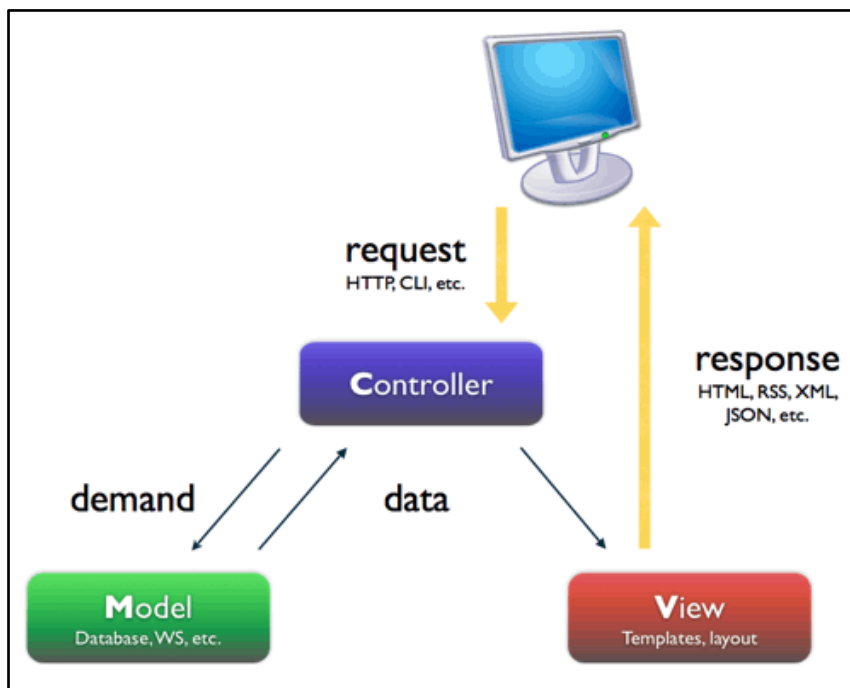 request
HTTP, CLI, etc.
Controller
response
HTML, RSS, XML,
JSON, etc.
demand
data
Model
Database, WS, etc.
View
Templates, layout